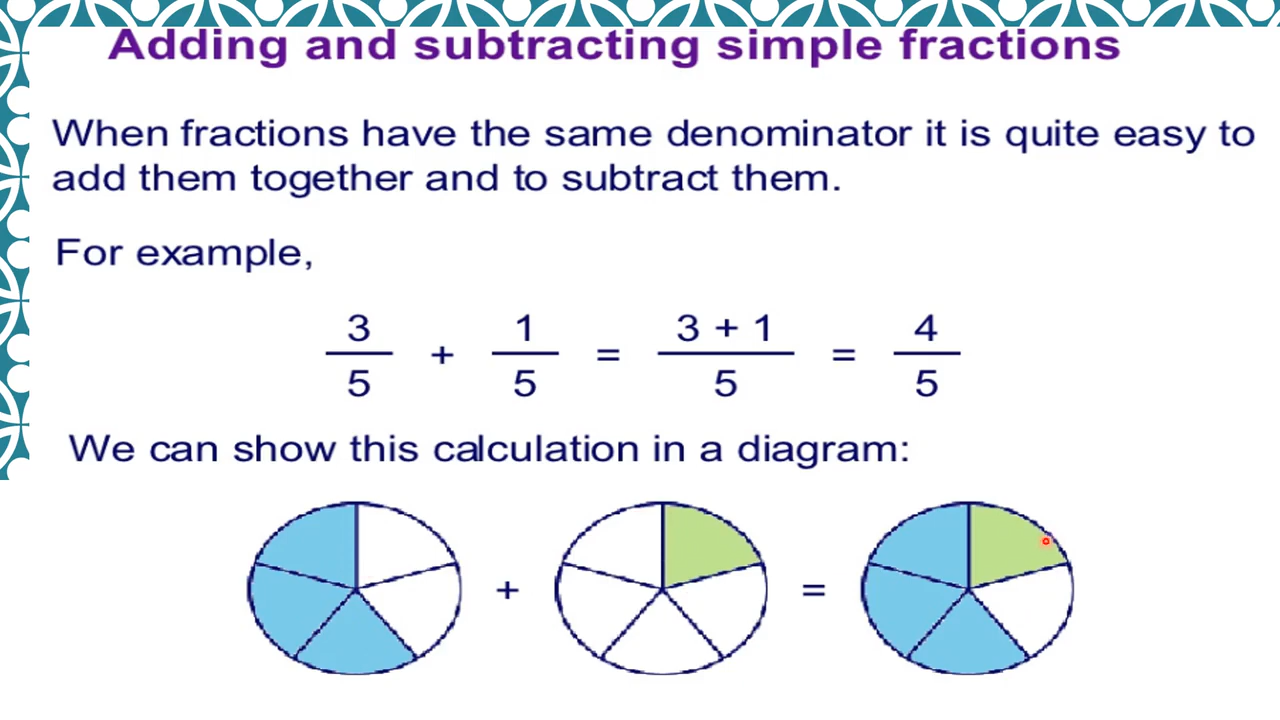 Adding and subtracting simple fractions
When fractions have the same denominator it is quite easy to
add them together and to subtract them.
For example,
3/5 + 1/5 = 3 + 1/5 = 4/5
We can show this calculation in a diagram:
+ =